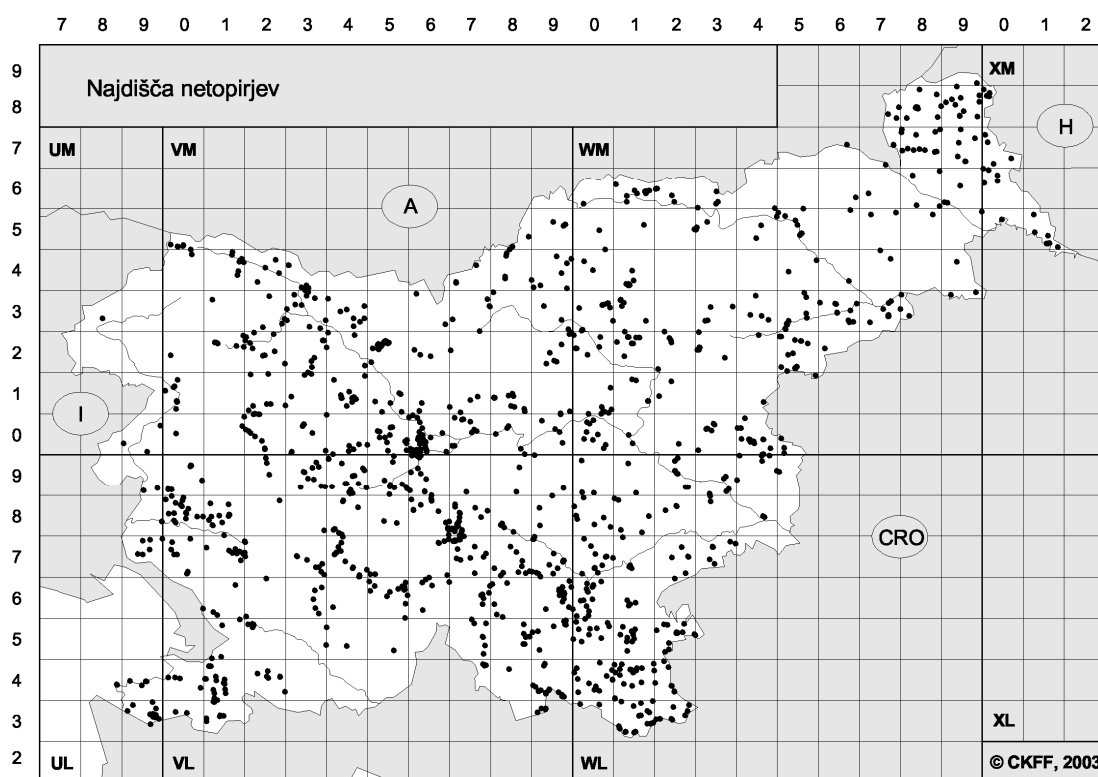 7 8 9 0 1 2 3 4 5 6 7 8 9 0 1 2 3 4 5 6 7 8 9 0 1 2
9
Najdišča netopirjev
XM
8
H
7
UM VM WM
6
A
5
4
3
2
1
I
0
9
8
CRO
7
6
5
4
3
XL
2
UL VL WL © CKFF, 2003